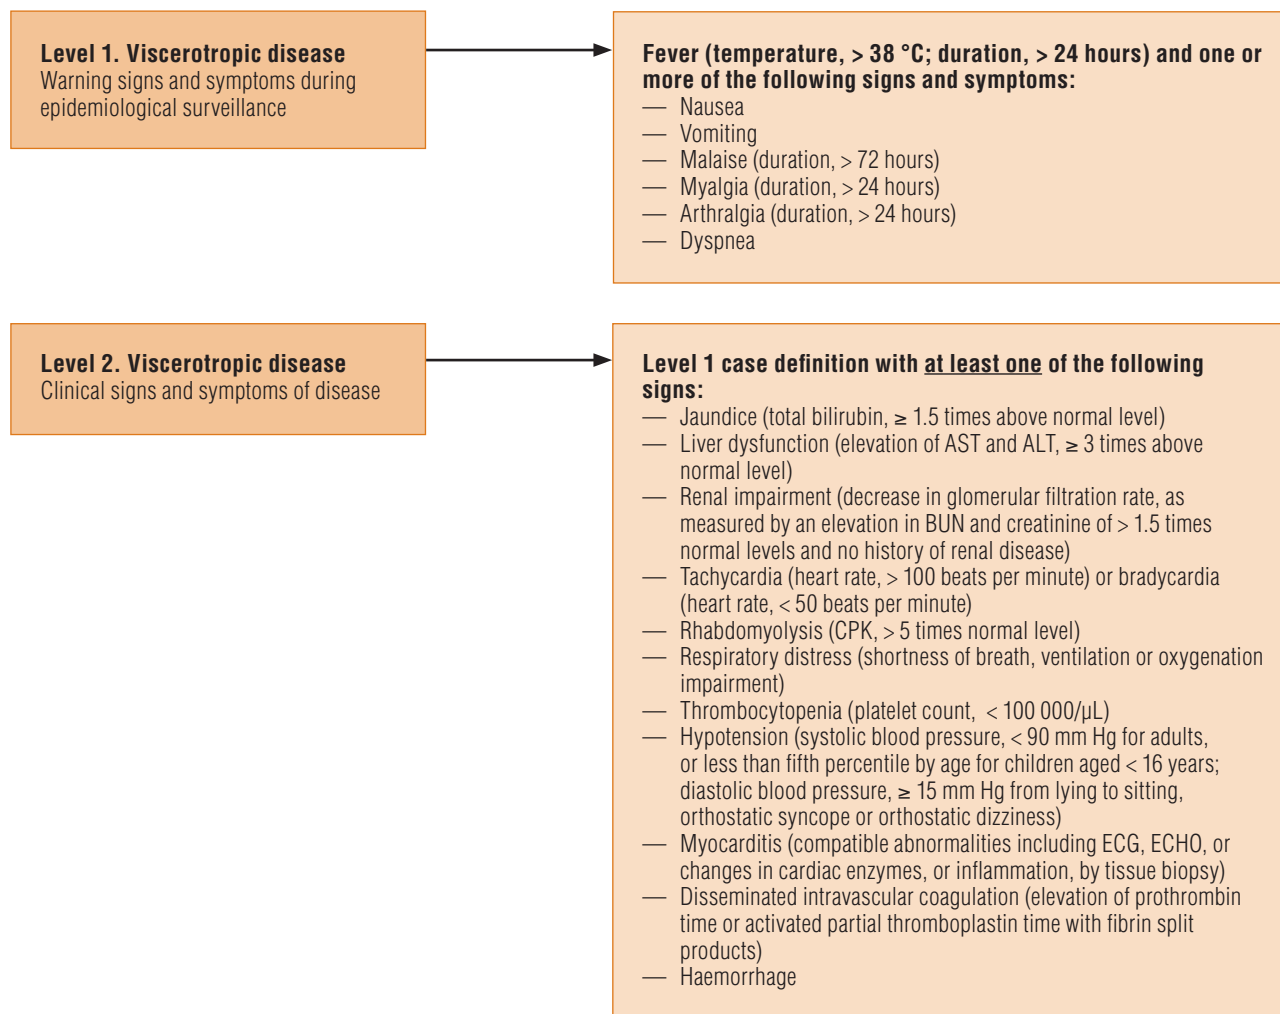 Level 1. Viscerotropic disease
Warning signs and symptoms during
epidemiological surveillance
Fever (temperature, > 38 °C; duration, > 24 hours) and one or
more of the following signs and symptoms:
— Nausea
— Vomiting
— Malaise (duration, > 72 hours)
— Myalgia (duration, > 24 hours)
— Arthralgia (duration, > 24 hours)
— Dyspnea
Level 2. Viscerotropic disease
Clinical signs and symptoms of disease
Level 1 case definition with at least one of the following
signs:
— Jaundice (total bilirubin, ≥ 1.5 times above normal level)
— Liver dysfunction (elevation of AST and ALT, ≥ 3 times above
normal level)
— Renal impairment (decrease in glomerular filtration rate, as
measured by an elevation in BUN and creatinine of > 1.5 times
normal levels and no history of renal disease)
— Tachycardia (heart rate, > 100 beats per minute) or bradycardia
(heart rate, < 50 beats per minute)
— Rhabdomyolysis (CPK, > 5 times normal level)
— Respiratory distress (shortness of breath, ventilation or oxygenation
impairment)
— Thrombocytopenia (platelet count, < 100 000/µL)
— Hypotension (systolic blood pressure, < 90 mm Hg for adults,
or less than fifth percentile by age for children aged < 16 years;
diastolic blood pressure, ≥ 15 mm Hg from lying to sitting,
orthostatic syncope or orthostatic dizziness)
— Myocarditis (compatible abnormalities including ECG, ECHO, or
changes in cardiac enzymes, or inflammation, by tissue biopsy)
— Disseminated intravascular coagulation (elevation of prothrombin
time or activated partial thromboplastin time with fibrin split
products)
— Haemorrhage